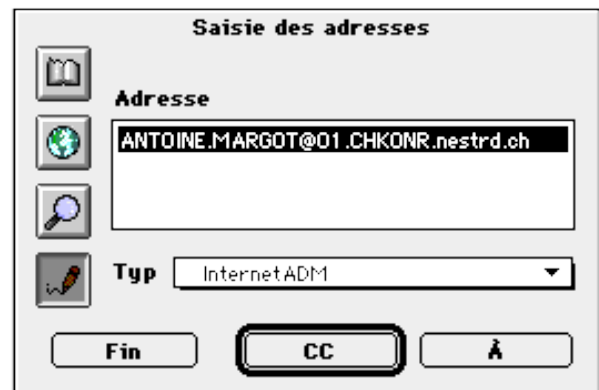 Saisie des adresses
Adresse
ANTOINE.MARGOT@01.CHKONR.nestrd.ch
Typ InternetADM
Fin CC À